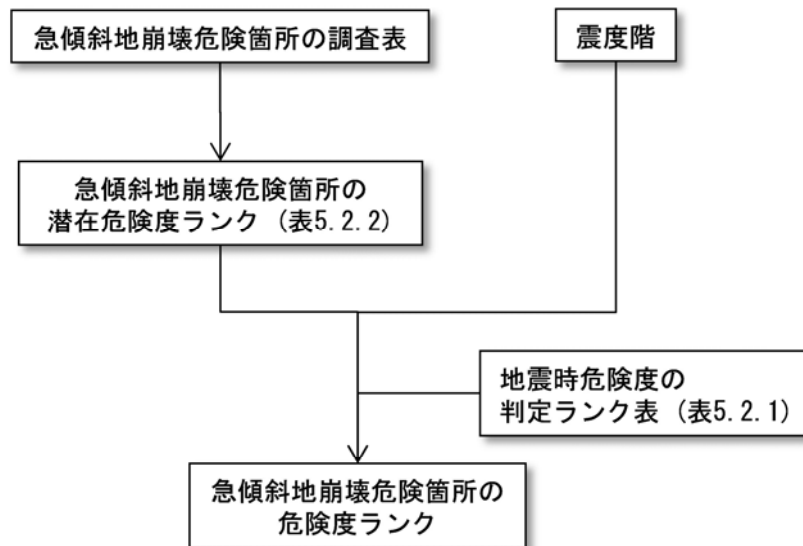 急傾斜地崩壊危険箇所の調査表
震度階
急傾斜地崩壊危険箇所の
潜在危険度ランク（表5.2.2）
地震時危険度の
判定ランク表（表5.2.1）
急傾斜地崩壊危険箇所の
危険度ランク